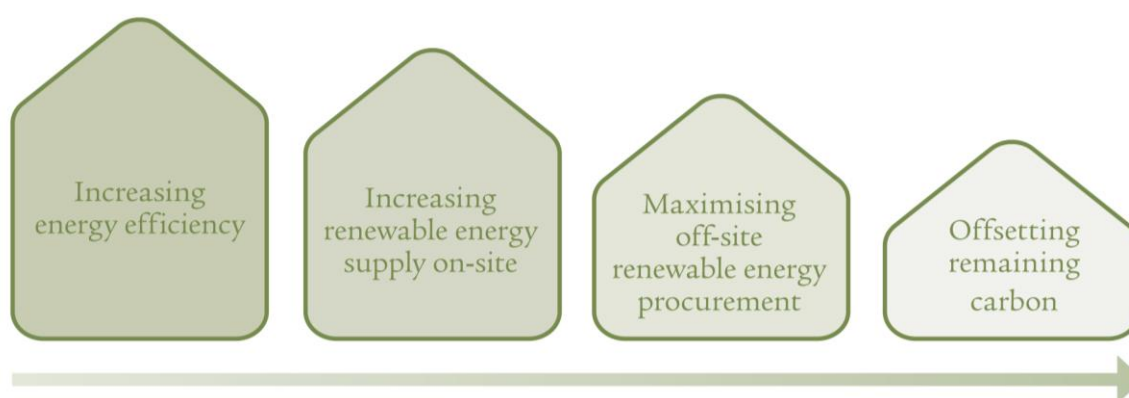 Increasing
energy efficiency
Increasing
renewable energy
supply on-site
Maximising
off-site
renewable energy
procurement
Offsetting
remaining
carbon